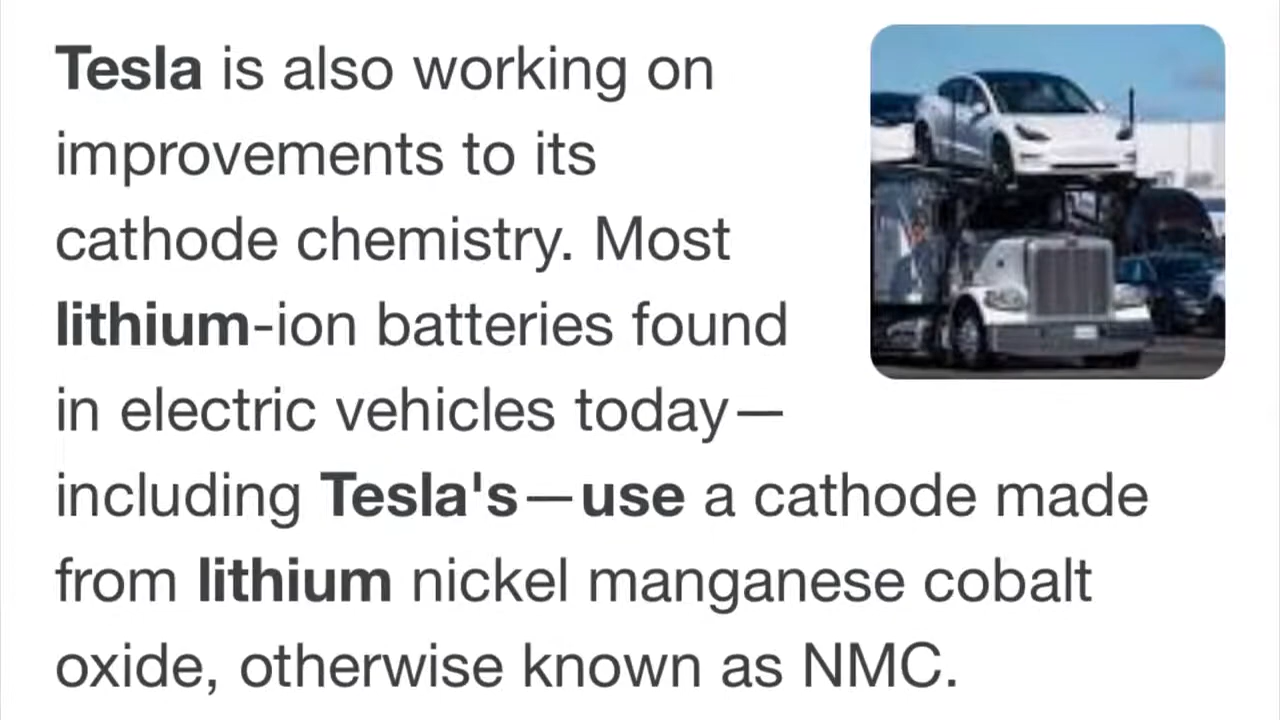 Tesla is also working on
improvements to its
cathode chemistry. Most
lithium-ion batteries found
in electric vehicles today—
including Tesla's—use a cathode made
from lithium nickel manganese cobalt
oxide, otherwise known as NMC.